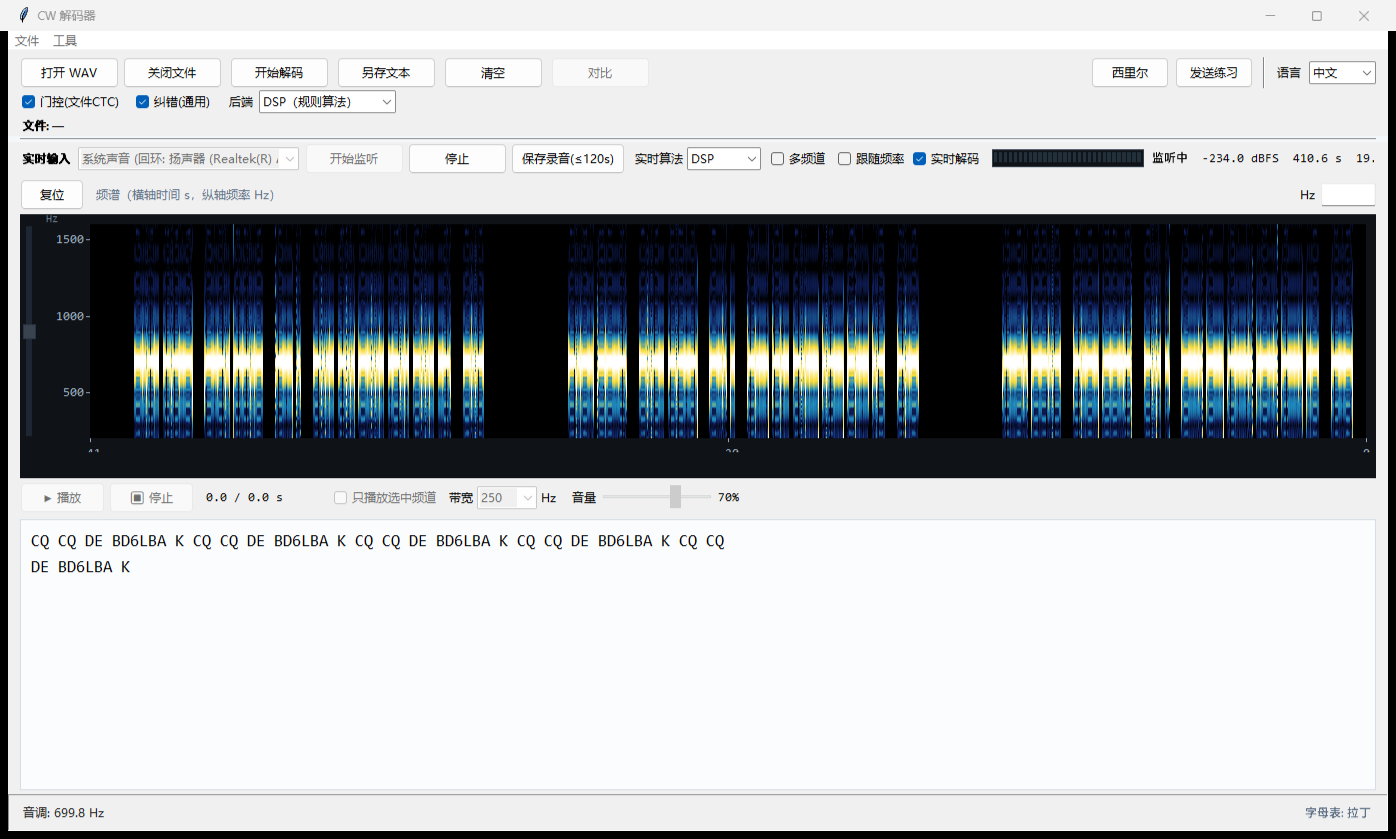 CW 解码器
文件 工具
打开 WAV 关闭文件 开始解码 另存文本 清空 对比 西里尔 发送练习 语言 中文
门控(文件CTC) 纠错(通用) 后端 DSP (规则算法)
文件: —
实时输入 系统声音 (回环: 扬声器 (Realtek(R) 开始监听 停止 保存录音(≤120s) 实时算法 DSP 多频道 跟随频率 实时解码 监听中 -234.0 dBFS 410.6 s 19.
复位 频谱 (横轴时间 s, 纵轴频率 Hz) Hz
Hz
1500
1000
500
► 播放 停止 0.0 / 0.0 s 只播放选中频道 带宽 250 Hz 音量 70%
CQ CQ DE BD6LBA K CQ CQ DE BD6LBA K CQ CQ DE BD6LBA K CQ CQ DE BD6LBA K CQ CQ
DE BD6LBA K
音调: 699.8 Hz 字母表: 拉丁